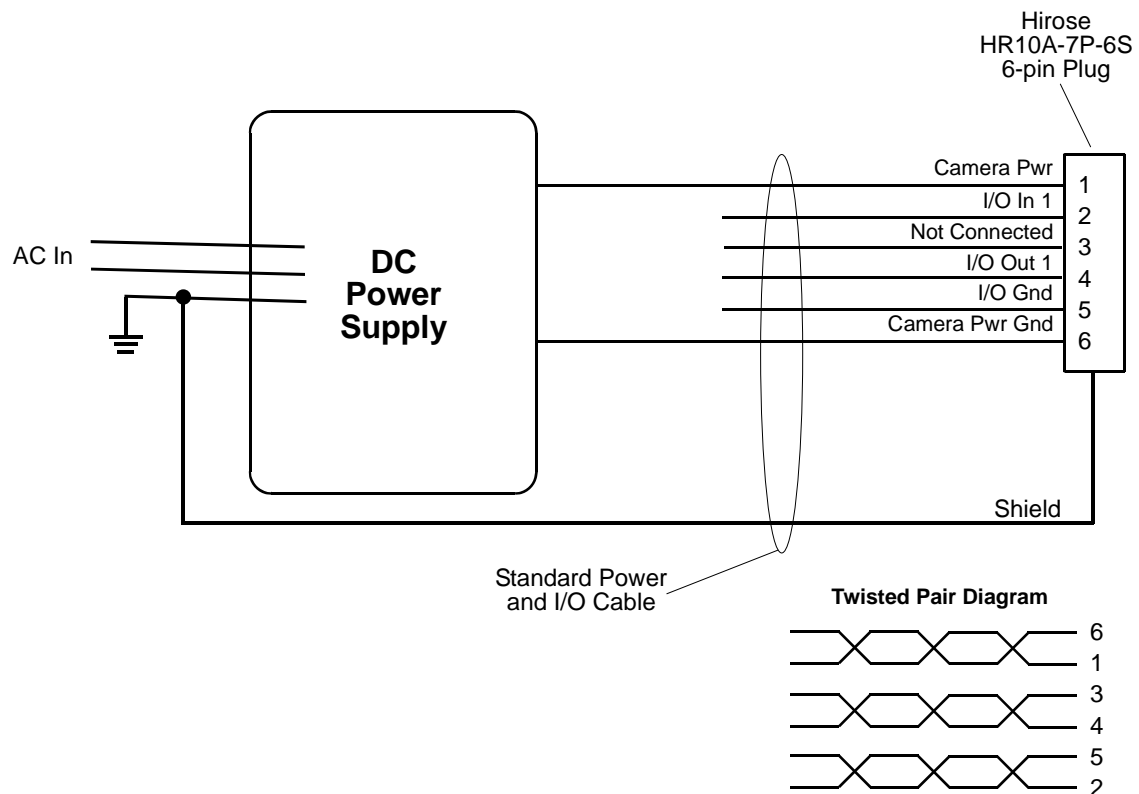 Hirose
HR10A-7P-6S
6-pin Plug
Camera Pwr
1
I/O In 1
2
Not Connected
3
I/O Out 1
4
I/O Gnd
5
Camera Pwr Gnd
6
AC In
DC
Power
Supply
Shield
Standard Power
and I/O Cable
Twisted Pair Diagram
6
1
3
4
5
2